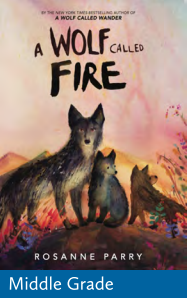 BY THE NEW YORK TIMES BESTSELLING AUTHOR OF
A WOLF CALLED WANDER
A WOLF CALLED
FIRE
ROSANNE PARRY
Middle Grade